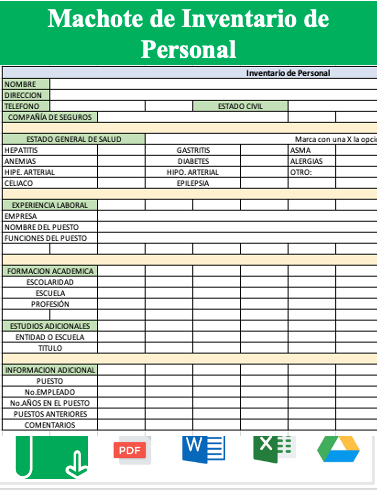 Machote de Inventario de
Personal
Inventario de Personal
NOMBRE
DIRECCION
TELEFONO ESTADO CIVIL
COMPAÑÍA DE SEGUROS
ESTADO GENERAL DE SALUD Marca con una X la opci
HEPATITIS GASTRITIS ASMA
ANEMIAS DIABETES ALERGIAS
HIPE. ARTERIAL HIPO. ARTERIAL OTRO:
CELIACO EPILEPSIA
EXPERIENCIA LABORAL
EMPRESA
NOMBRE DEL PUESTO
FUNCIONES DEL PUESTO
FORMACION ACADEMICA
ESCOLARIDAD
ESCUELA
PROFESIÓN
ESTUDIOS ADICIONALES
ENTIDAD O ESCUELA
TITULO
INFORMACION ADICIONAL
PUESTO
No.EMPLEADO
No.AÑOS EN EL PUESTO
PUESTOS ANTERIORES
COMENTARIOS
PDF W X